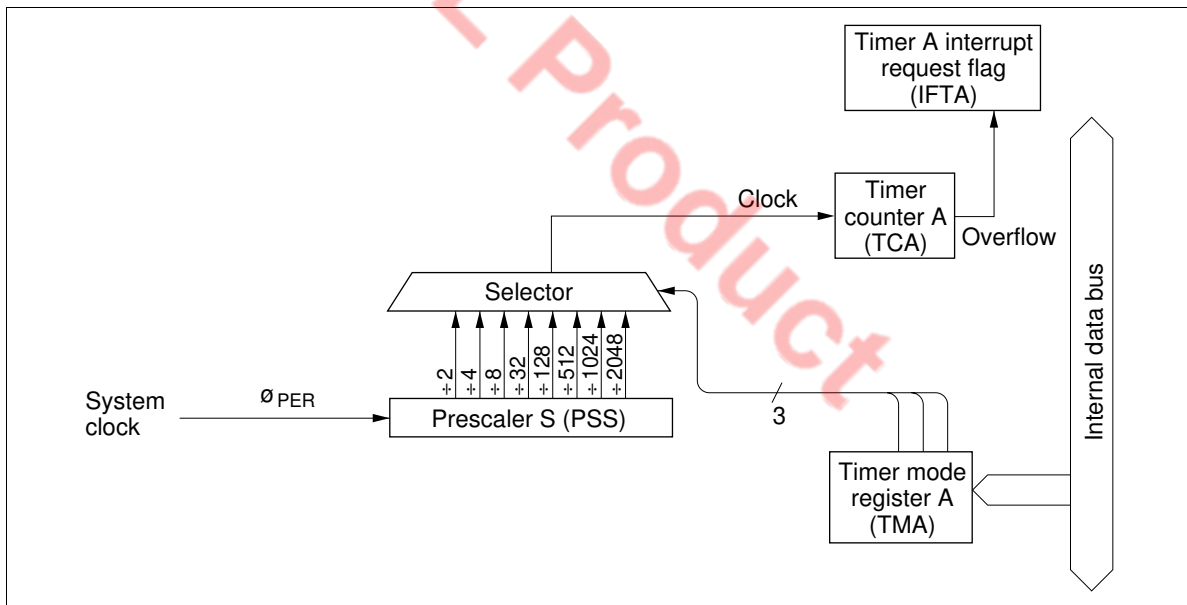 Timer A interrupt
request flag
(IFTA)
Clock
Timer
counter A
(TCA)
Overflow
Selector
÷2
÷4
÷8
÷32
÷128
÷512
÷1024
÷2048
System
clock
ø PER
Prescaler S (PSS)
3
Timer mode
register A
(TMA)
Internal data bus
L Product